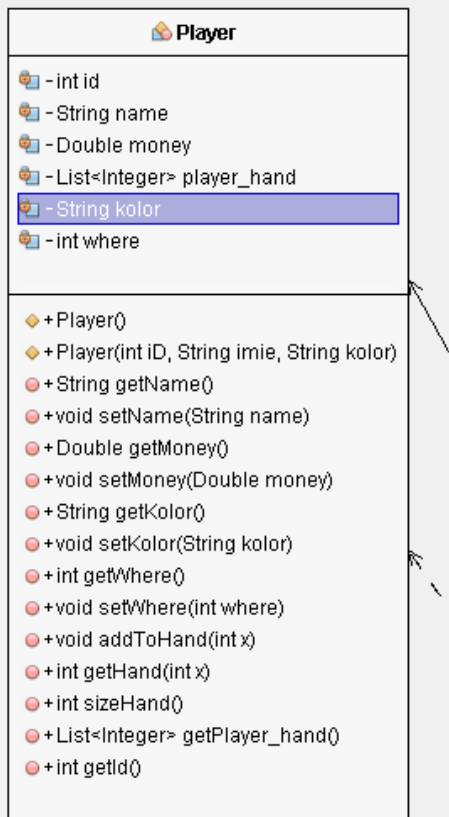 Player
- int id
- String name
- Double money
- List<Integer> player_hand
- String kolor
- int where
+ Player()
+ Player(int iD, String imie, String kolor)
+ String getName()
+ void setName(String name)
+ Double getMoney()
+ void setMoney(Double money)
+ String getKolor()
+ void setKolor(String kolor)
+ int getWhere()
+ void setWhere(int where)
+ void addToHand(int x)
+ int getHand(int x)
+ int sizeHand()
+ List<Integer> getPlayer_hand()
+ int getId()